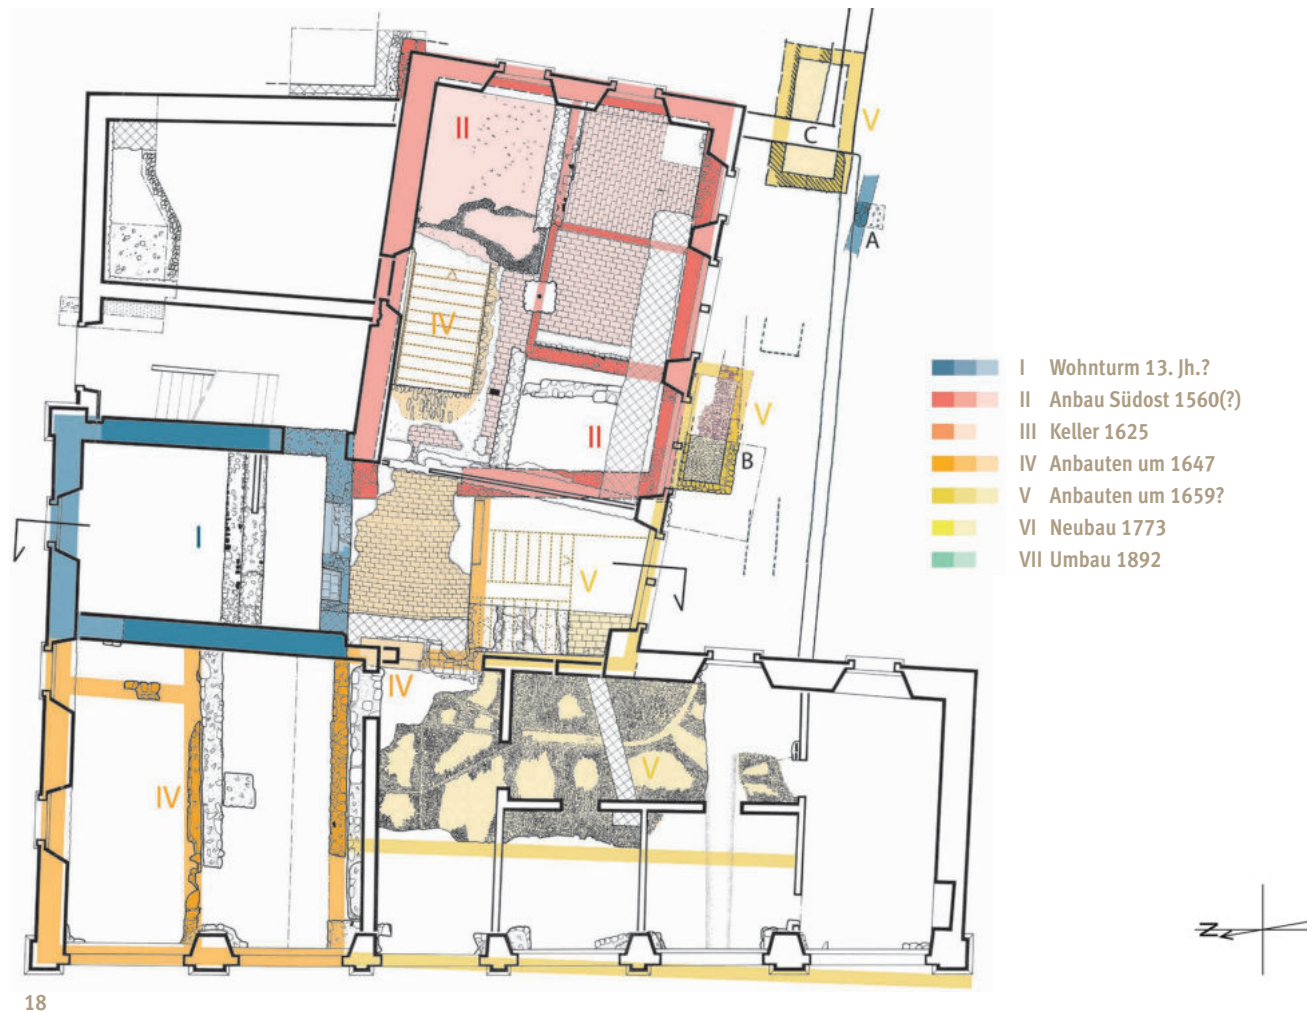 II
V
C
A
IV
II
V
B
I
V
IV
V
IV
I Wohnturm 13. Jh.?
II Anbau Südost 1560(?)
III Keller 1625
IV Anbauten um 1647
V Anbauten um 1659?
VI Neubau 1773
VII Umbau 1892
N
18